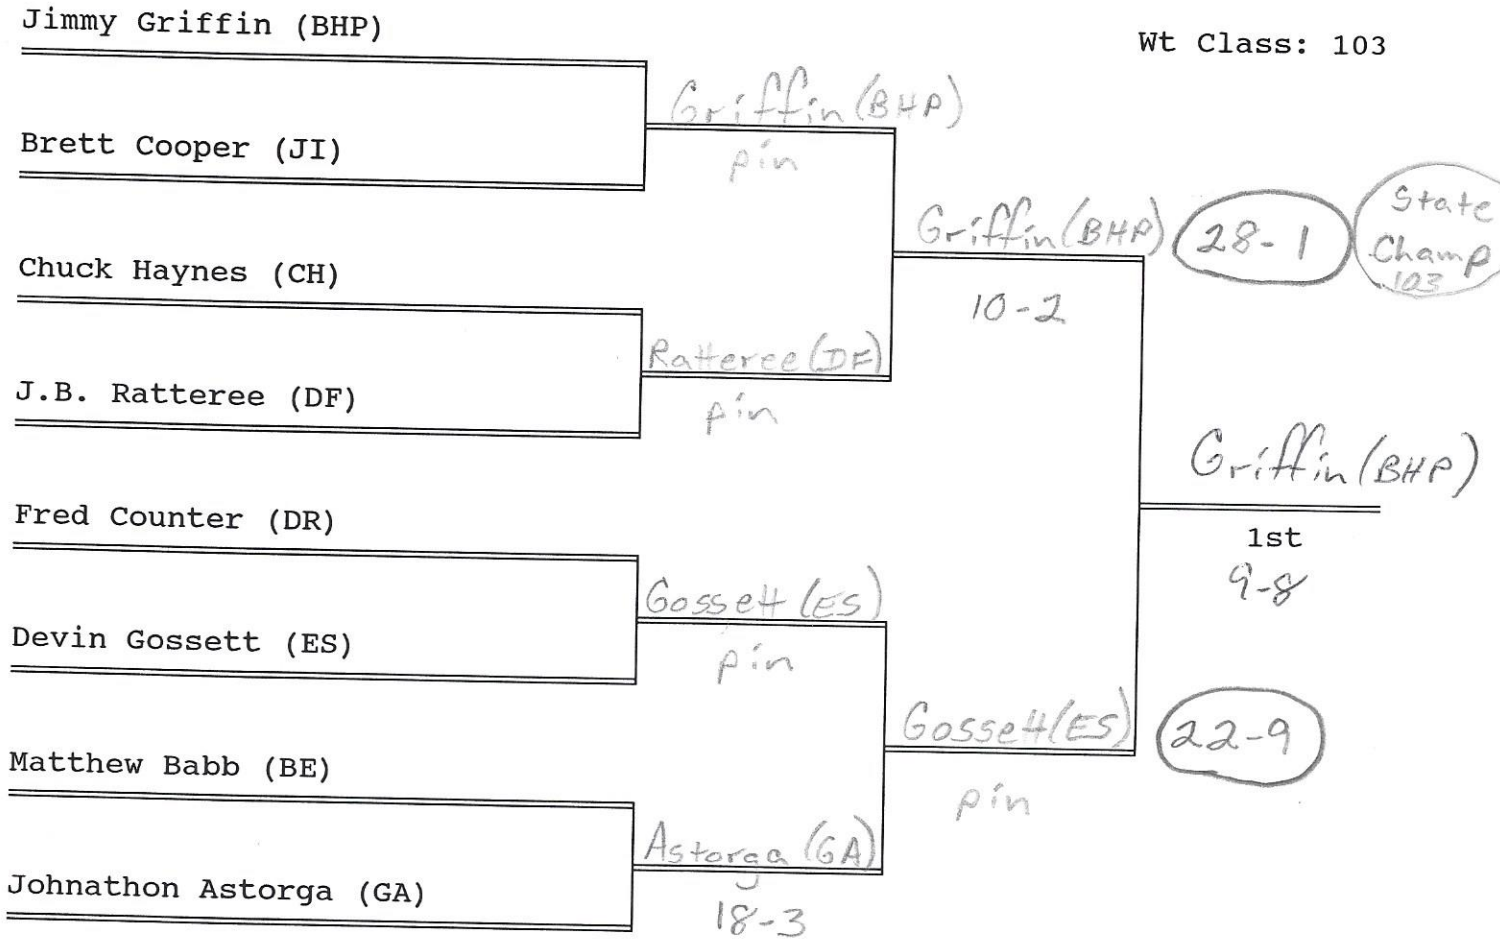 Jimmy Griffin (BHP)
Wt Class: 103
Griffin (BHP)
pin
Brett Cooper (JI)
Griffin (BHP)
28-1
State
Champ
103
10-2
Chuck Haynes (CH)
Ratteree (DF)
pin
J.B. Ratteree (DF)
Griffin (BHP)
1st
9-8
Fred Counter (DR)
Gossett (ES)
pin
Devin Gossett (ES)
Gossett (ES)
22-9
pin
Matthew Babb (BE)
Astorga (GA)
18-3
Johnathon Astorga (GA)